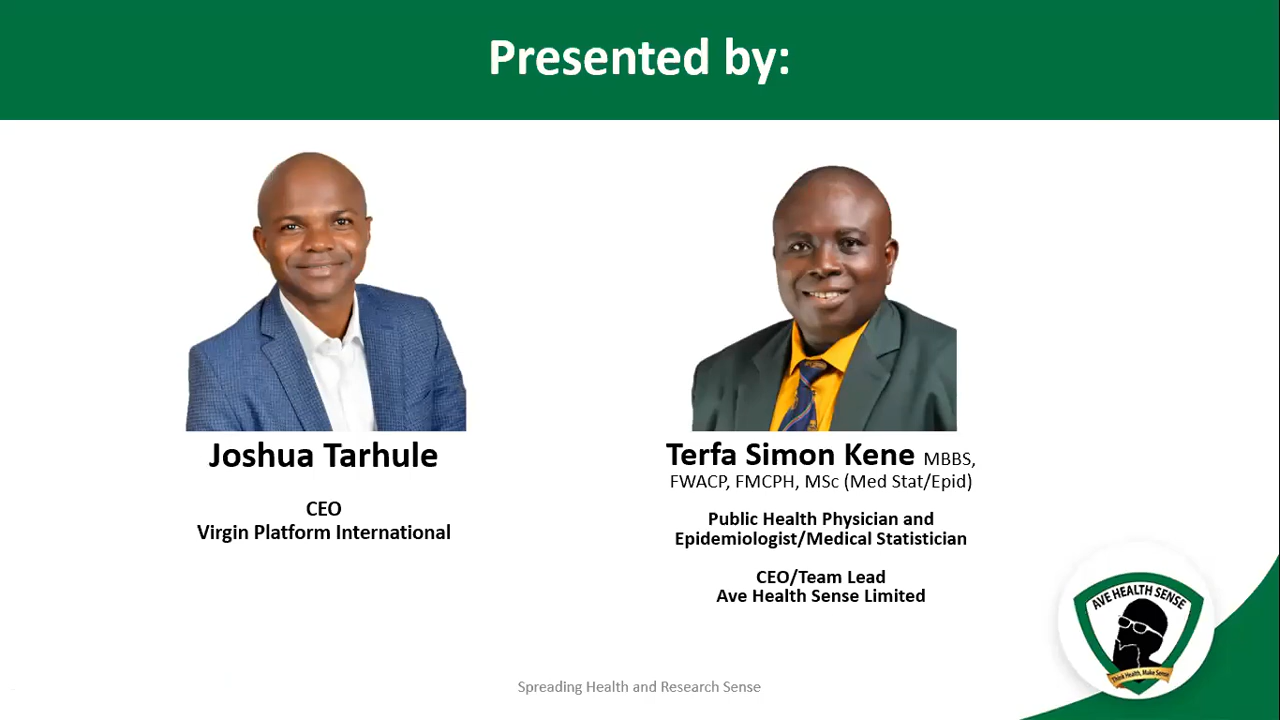 Presented by:
Joshua Tarhule
CEO
Virgin Platform International
Terfa Simon Kene MBBS,
FWACP, FMCPH, MSc (Med Stat/Epid)
Public Health Physician and
Epidemiologist/Medical Statistician
CEO/Team Lead
Ave Health Sense Limited
AVE HEALTH SENSE
Think Health, Make Sense
Spreading Health and Research Sense